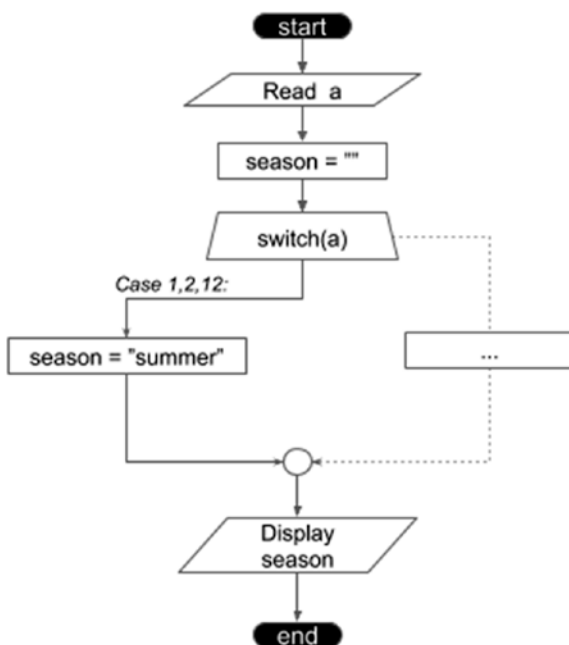 start
Read a
season = ""
switch(a)
Case 1,2,12:
season = "summer"
...
Display
season
end